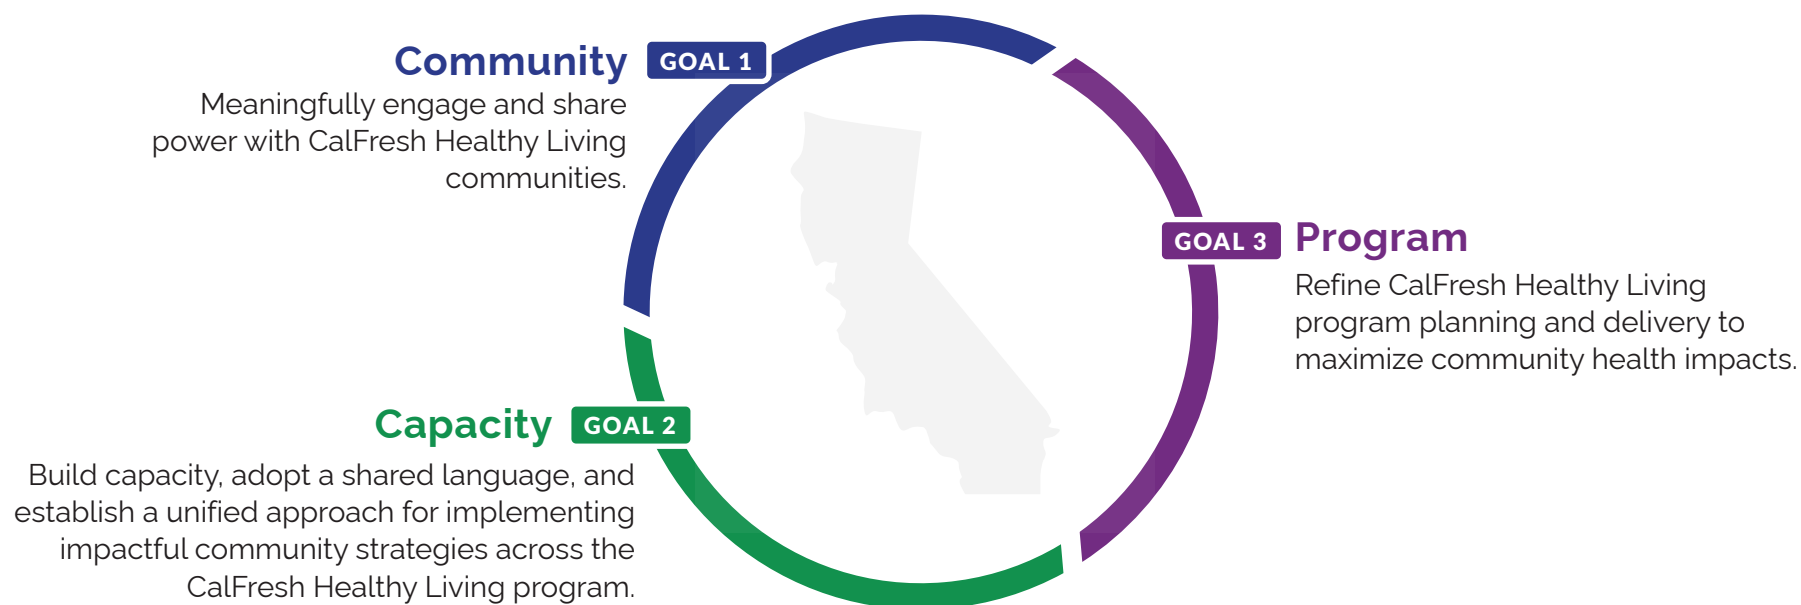 Community GOAL 1
Meaningfully engage and share
power with CalFresh Healthy Living
communities.
Capacity GOAL 2
Build capacity, adopt a shared language, and
establish a unified approach for implementing
impactful community strategies across the
CalFresh Healthy Living program.
GOAL 3 Program
Refine CalFresh Healthy Living
program planning and delivery to
maximize community health impacts.